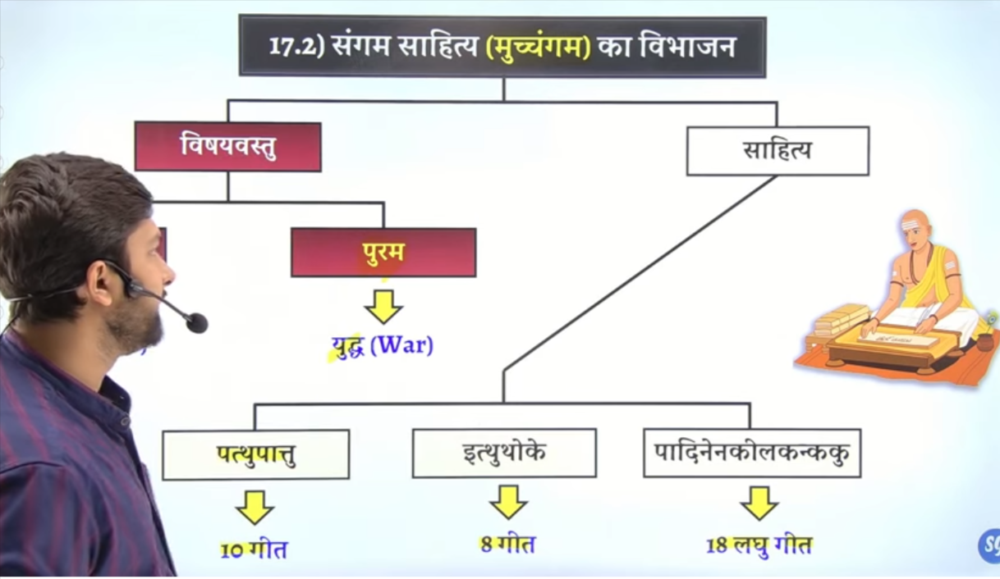 17.2) संगम साहित्य (मुच्चंगम) का विभाजन
विषयवस्तु
साहित्य
पुरम
युद्ध (War)
पत्थुपात्तु
इत्थुथोके
पादिनेनकीलकन्ककु
10 गीत
8 गीत
18 लघु गीत